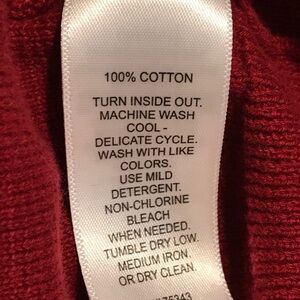 100% COTTON
TURN INSIDE OUT.
MACHINE WASH
COOL -
DELICATE CYCLE.
WASH WITH LIKE
COLORS.
USE MILD
DETERGENT.
NON-CHLORINE
BLEACH
WHEN NEEDED.
TUMBLE DRY LOW.
MEDIUM IRON.
OR DRY CLEAN.